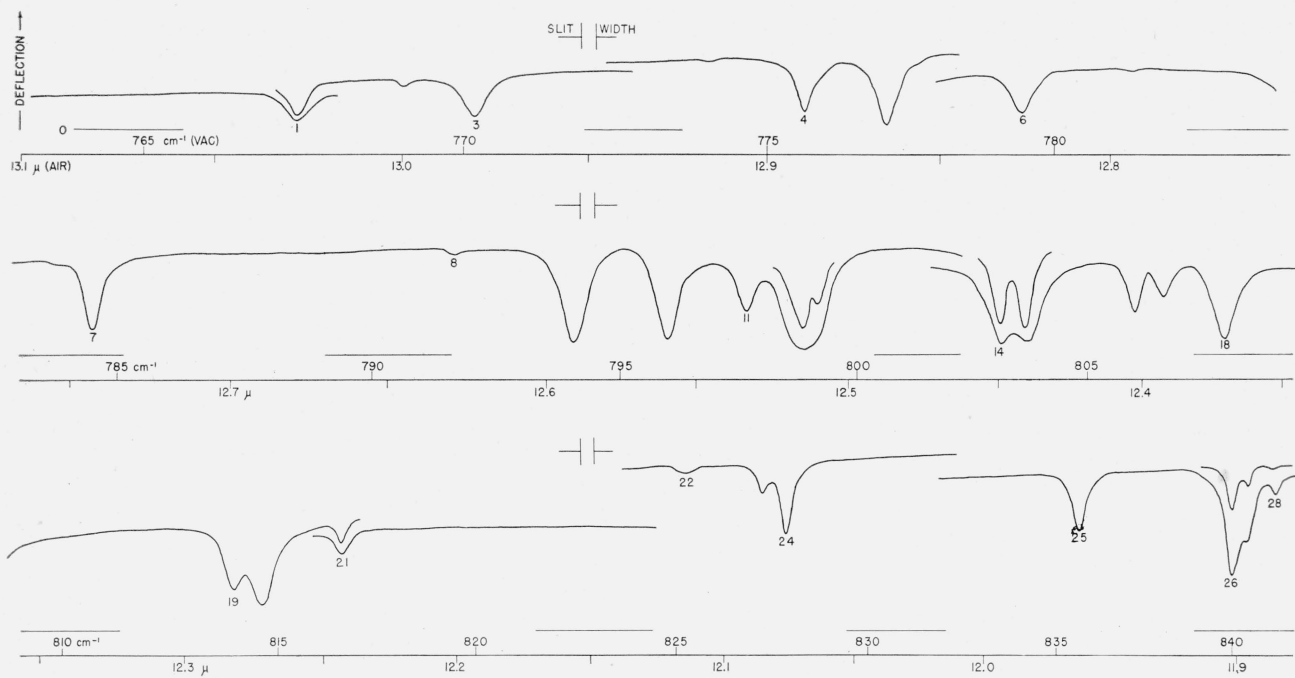 DEFLECTION →
SLIT WIDTH
1 3 4 6
0
765 cm⁻¹ (VAC) 770 775 780
13.1 μ (AIR) 13.0 12.9 12.8
7 8 11 14 18
785 cm⁻¹ 790 795 800 805
12.7 μ 12.6 12.5 12.4
19 21 22 24 25 26 28
810 cm⁻¹ 815 820 825 830 835 840
12.3 μ 12.2 12.1 12.0 11.9